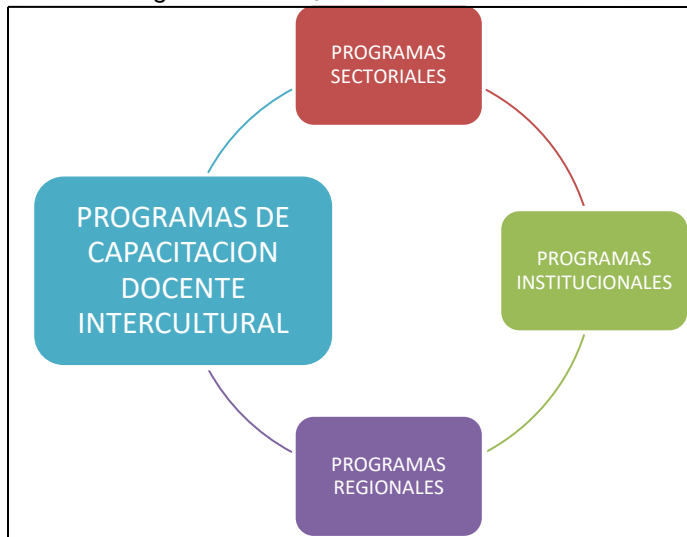 PROGRAMAS
SECTORIALES
PROGRAMAS DE
CAPACITACION
DOCENTE
INTERCULTURAL
PROGRAMAS
INSTITUCIONALES
PROGRAMAS
REGIONALES